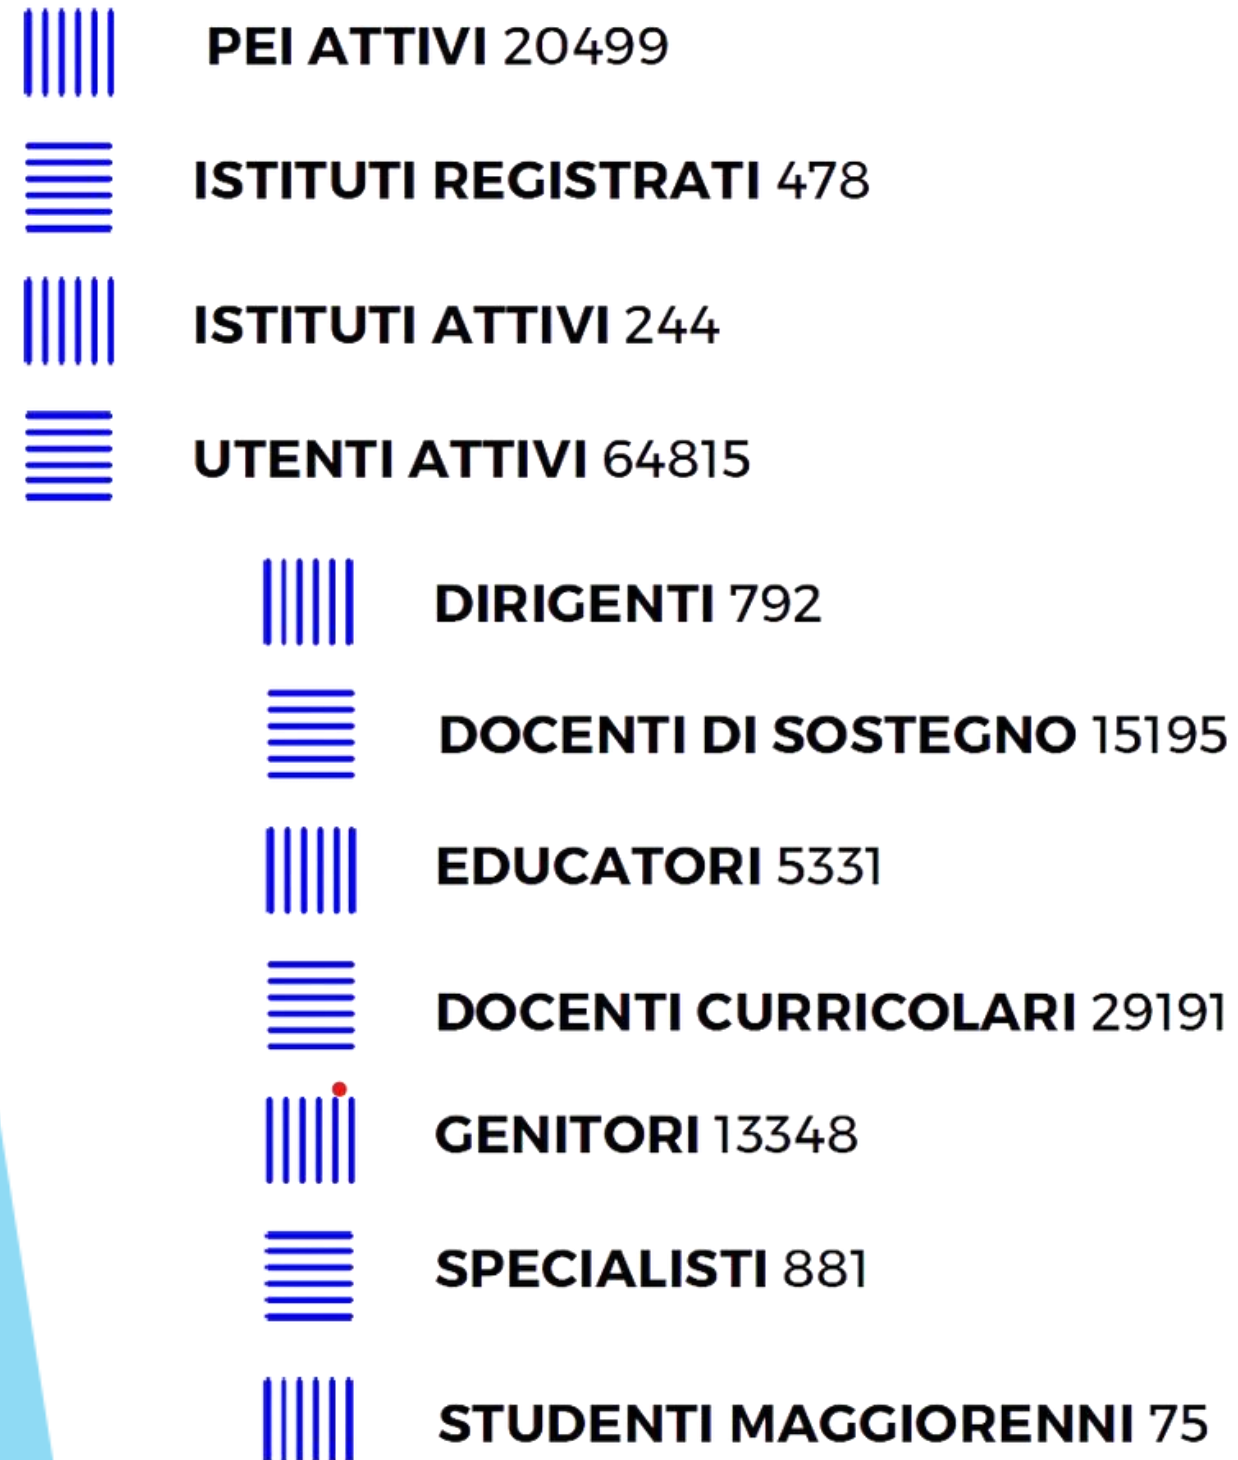 PEI ATTIVI 20499
ISTITUTI REGISTRATI 478
ISTITUTI ATTIVI 244
UTENTI ATTIVI 64815
DIRIGENTI 792
DOCENTI DI SOSTEGNO 15195
EDUCATORI 5331
DOCENTI CURRICOLARI 29191
GENITORI 13348
SPECIALISTI 881
STUDENTI MAGGIORENNI 75